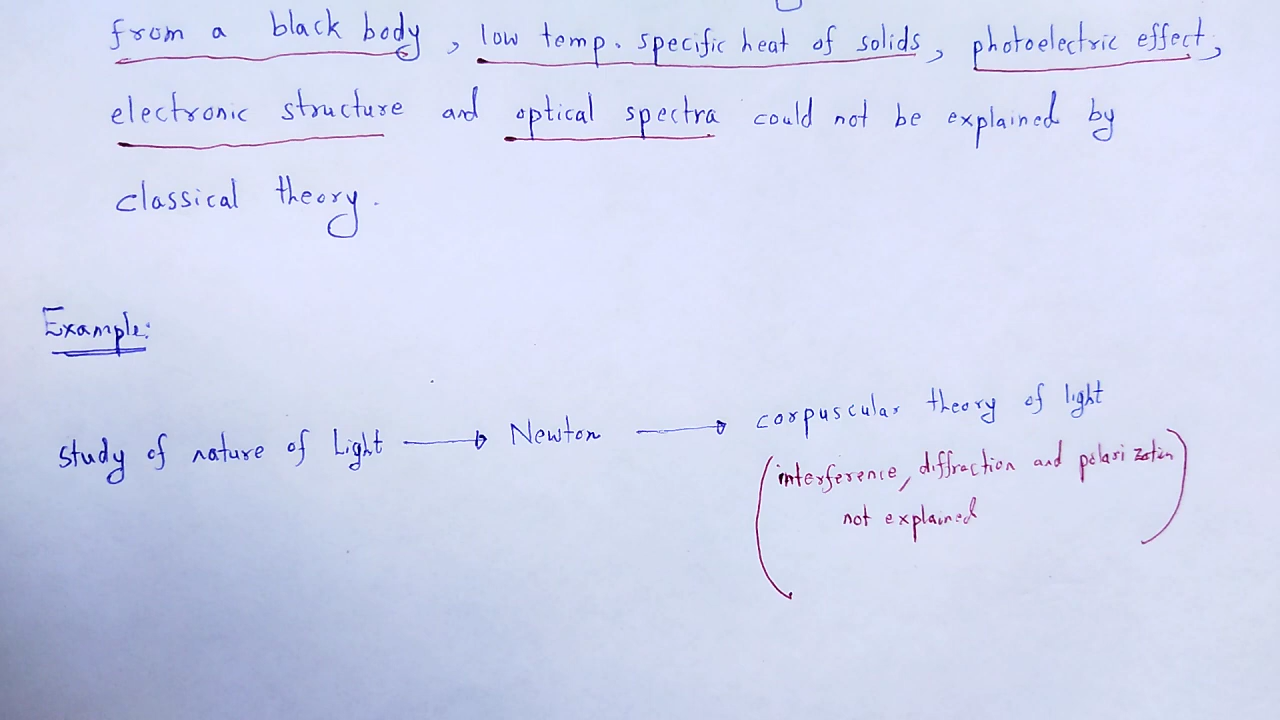 from a black body, low temp. specific heat of solids, photoelectric effect,
electronic structure and optical spectra could not be explained by
classical theory.
Example:
study of nature of Light → Newton → corpuscular theory of light
(interference, diffraction and polarization
not explained)